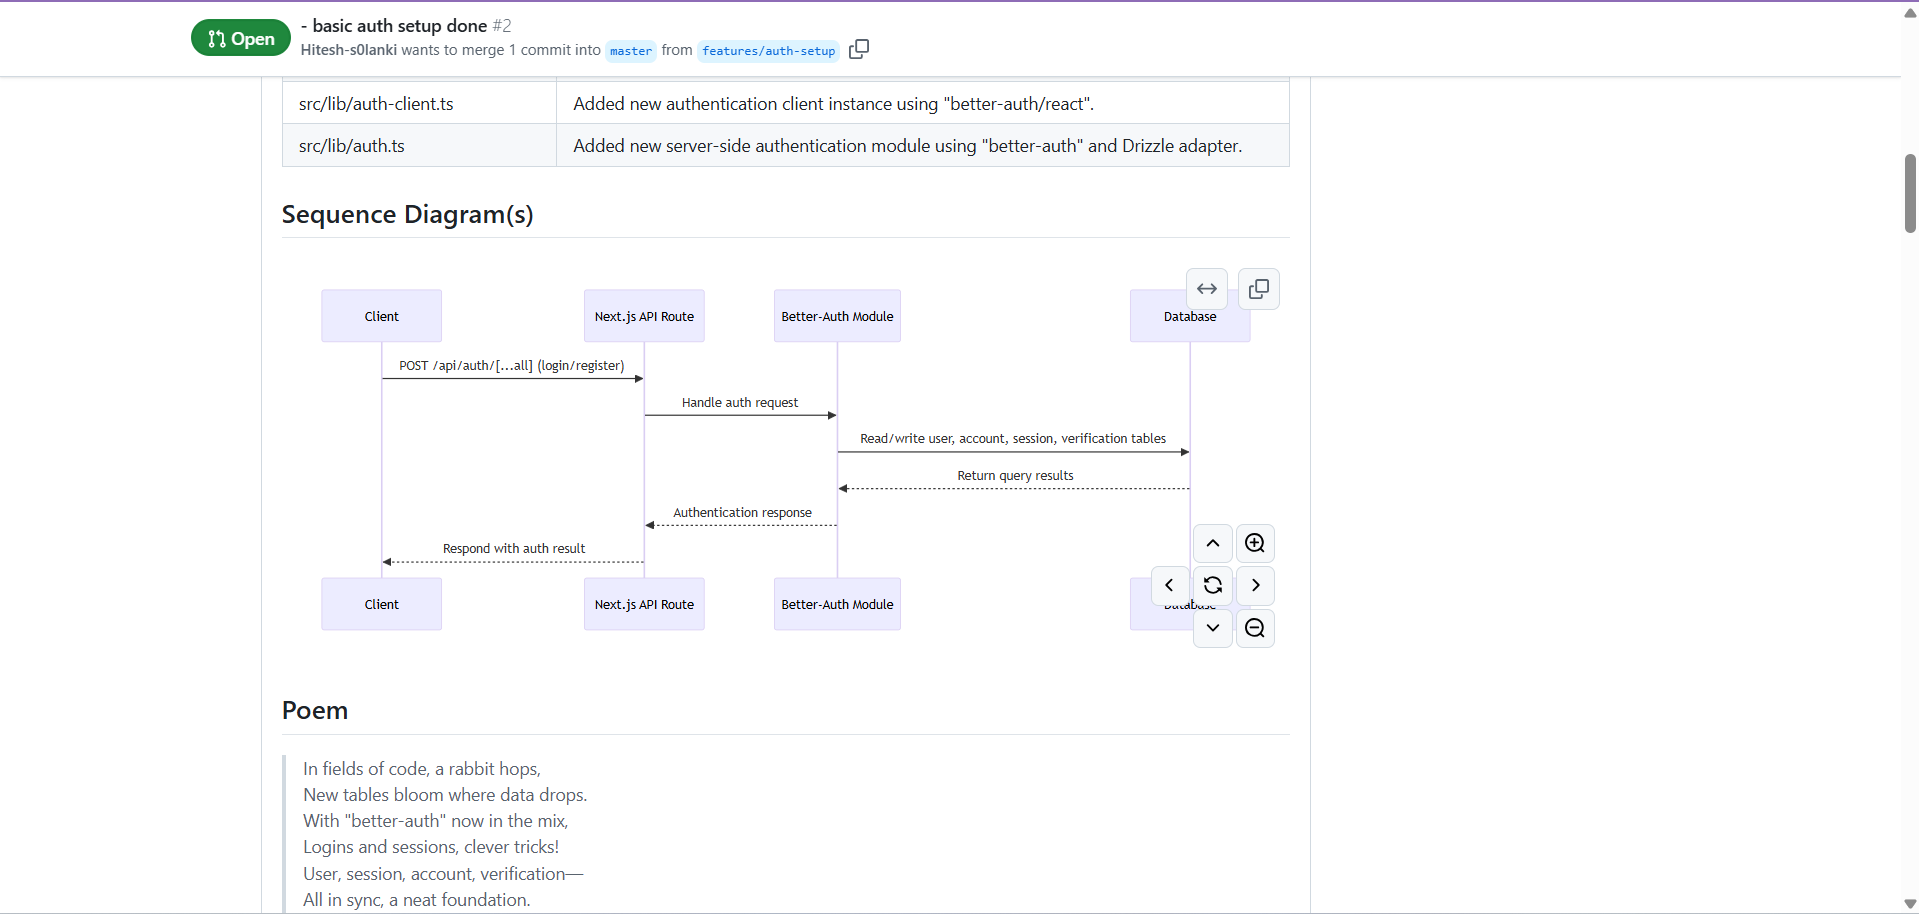 Open
- basic auth setup done #2
Hitesh-s0lanki wants to merge 1 commit into master from features/auth-setup
src/lib/auth-client.ts Added new authentication client instance using "better-auth/react".
src/lib/auth.ts Added new server-side authentication module using "better-auth" and Drizzle adapter.
Sequence Diagram(s)
Client Next.js API Route Better-Auth Module Database
POST /api/auth/[...all] (login/register)
Handle auth request
Read/write user, account, session, verification tables
Return query results
Authentication response
Respond with auth result
Client Next.js API Route Better-Auth Module Database
Poem
In fields of code, a rabbit hops,
New tables bloom where data drops.
With "better-auth" now in the mix,
Logins and sessions, clever tricks!
User, session, account, verification—
All in sync, a neat foundation.